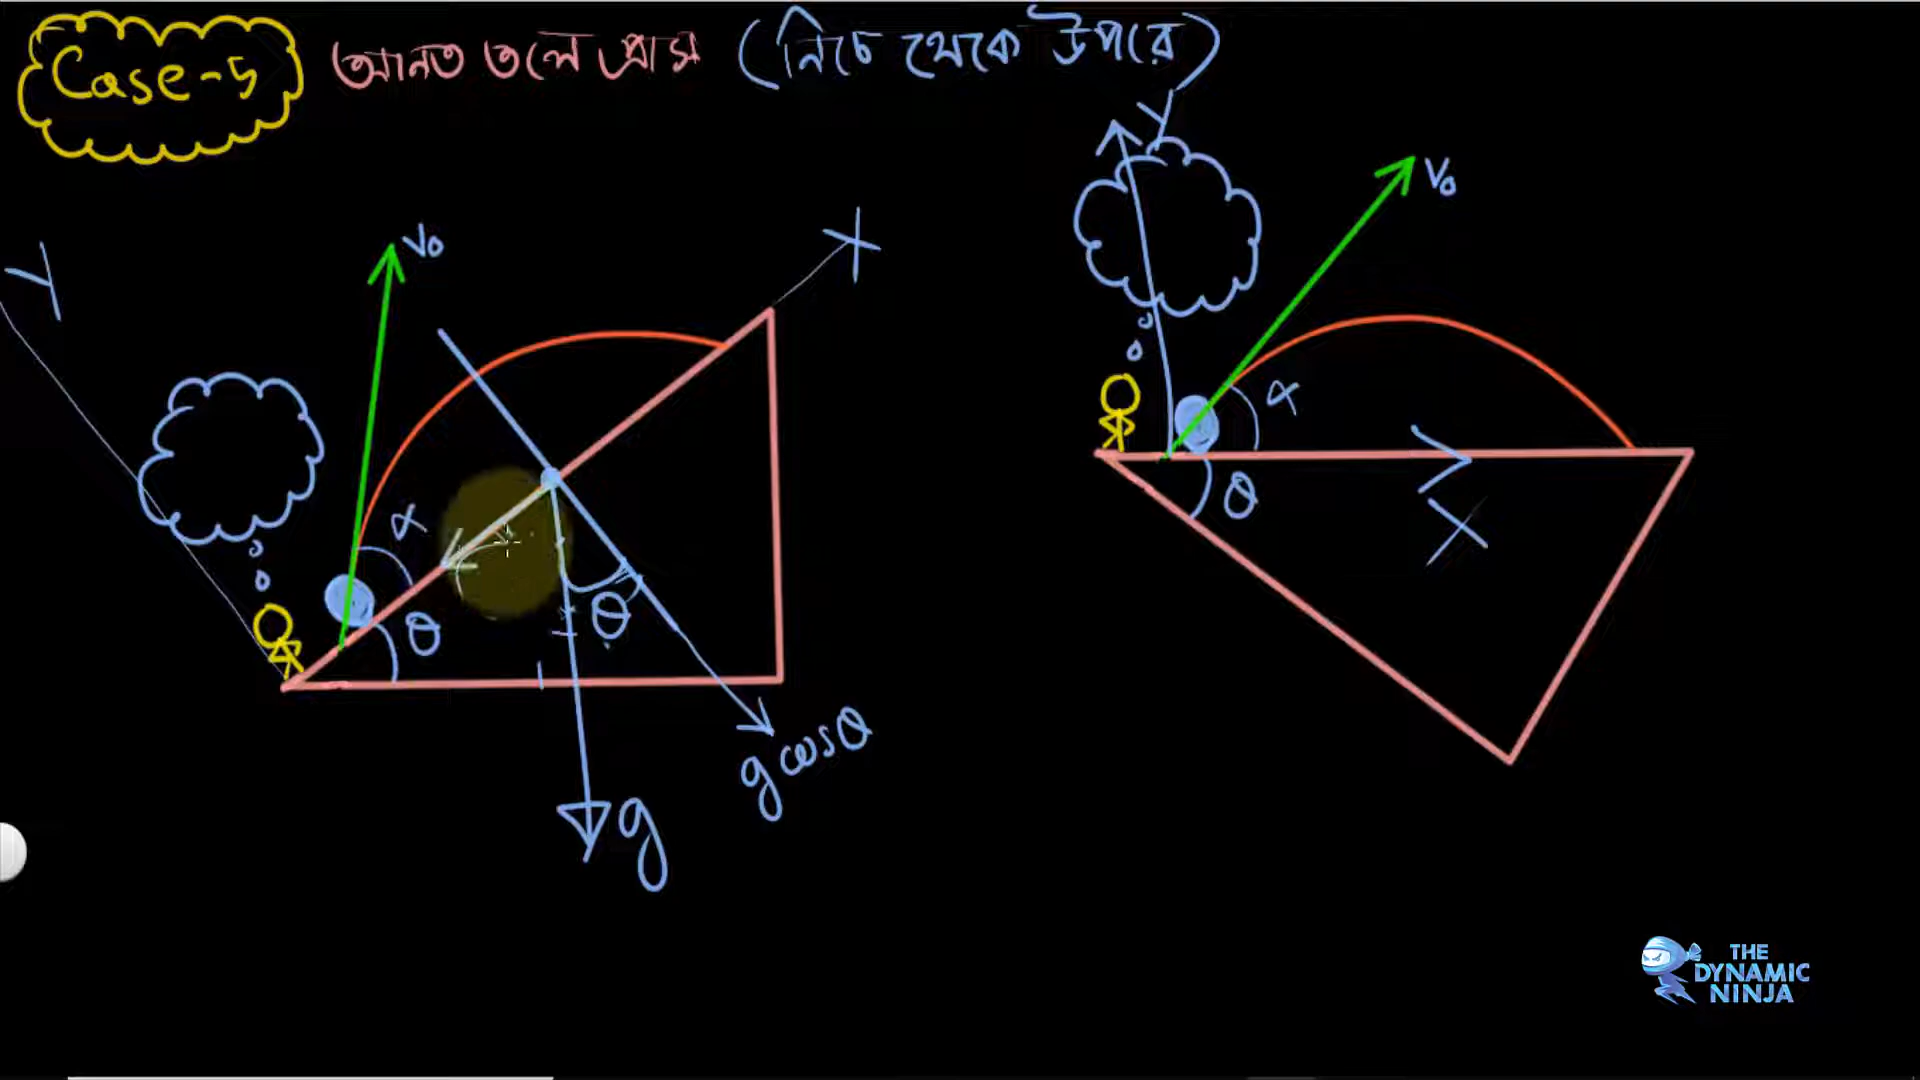 Case-5 আনত তলে প্রাস (নিচে থেকে উপরে)
Y
V₀
X
α
θ
θ
g cosθ
g
Y
V₀
α
θ
X
THE
DYNAMIC
NINJA